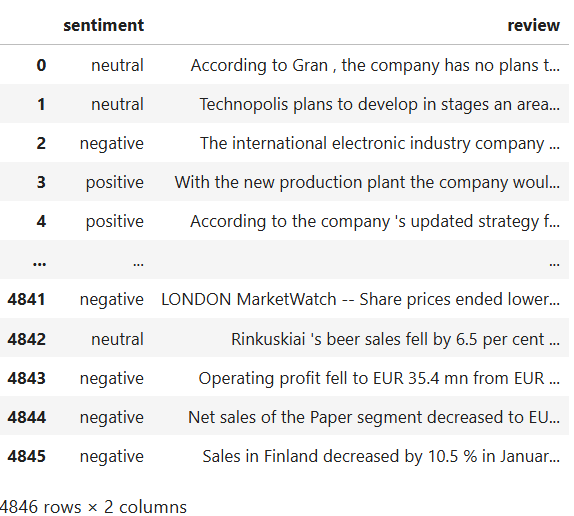 sentiment review
0 neutral According to Gran , the company has no plans t...
1 neutral Technopolis plans to develop in stages an area...
2 negative The international electronic industry company ...
3 positive With the new production plant the company woul...
4 positive According to the company 's updated strategy f...
... ... ...
4841 negative LONDON MarketWatch -- Share prices ended lower...
4842 neutral Rinkuskiai 's beer sales fell by 6.5 per cent ...
4843 negative Operating profit fell to EUR 35.4 mn from EUR ...
4844 negative Net sales of the Paper segment decreased to EU...
4845 negative Sales in Finland decreased by 10.5 % in Januar...
4846 rows × 2 columns